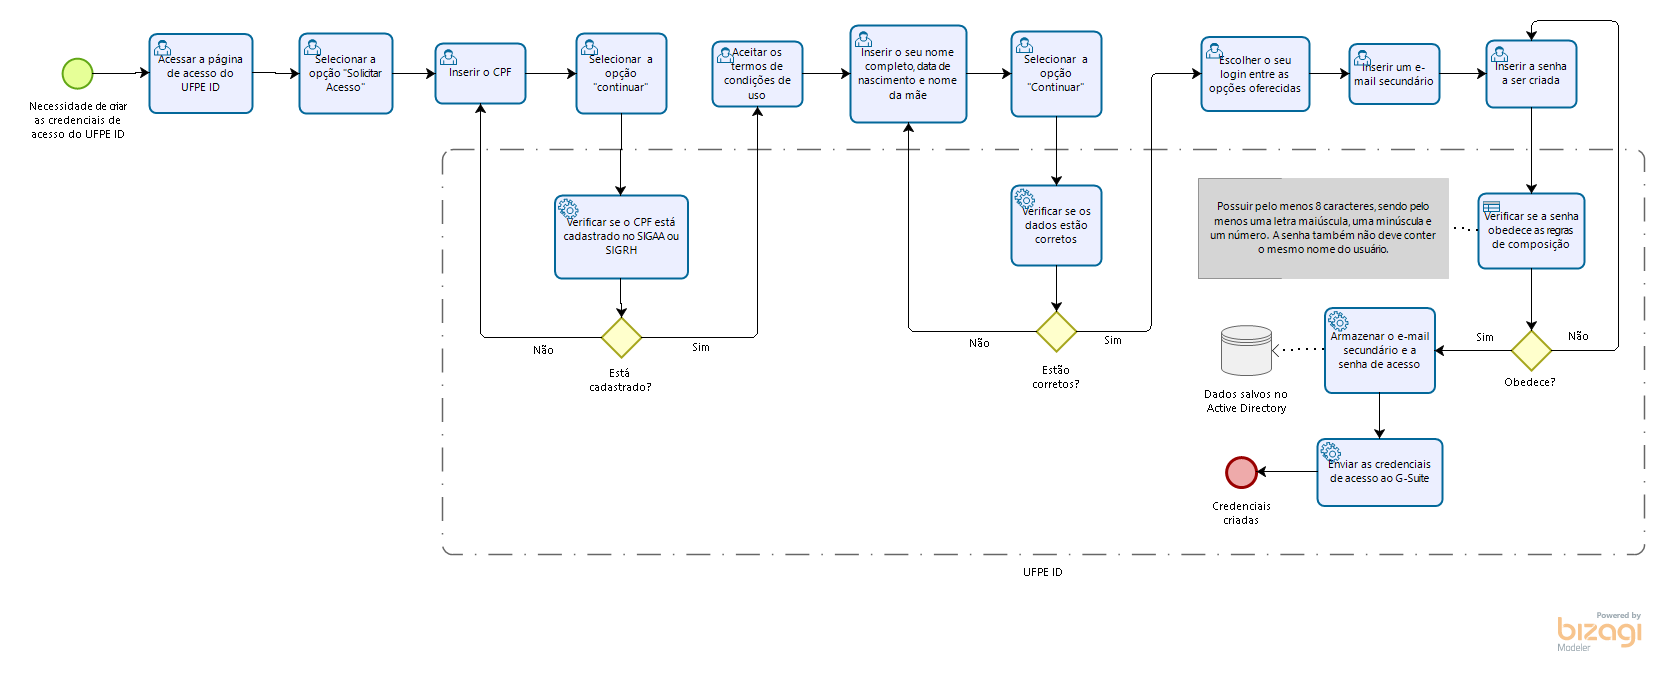 Necessidade de criar
as credenciais de
acesso do UFPE ID
Acessar a página
de acesso do
UFPE ID
Selecionar a
opção "Solicitar
Acesso"
Inserir o CPF
Selecionar a
opção
"continuar"
Verificar se o CPF está
cadastrado no SIGAA ou
SIGRH
Não
Sim
Está
cadastrado?
Aceitar os
termos de
condições de
uso
Inserir o seu nome
completo, data de
nascimento e nome
da mãe
Selecionar a
opção
"Continuar"
Verificar se os
dados estão
corretos
Não
Sim
Estão
corretos?
Escolher o seu
login entre as
opções oferecidas
Inserir um e-
mail secundário
Inserir a senha
a ser criada
Verificar se a senha
obedece as regras
de composição
Possuir pelo menos 8 caracteres, sendo pelo
menos uma letra maiúscula, uma minúscula e
um número. A senha também não deve conter
o mesmo nome do usuário.
Sim
Não
Obedece?
Armazenar o e-mail
secundário e a
senha de acesso
Dados salvos no
Active Directory
Enviar as credenciais
de acesso ao G-Suite
Credenciais
criadas
UFPE ID
Powered by
bizagi
Modeler